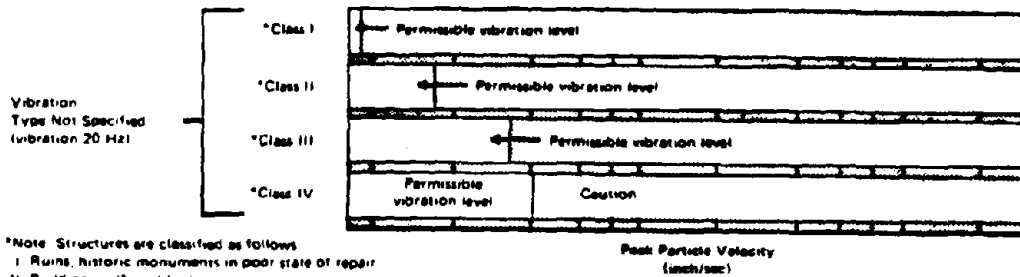 *Class I
Permissible vibration level
*Class II
Permissible vibration level
Vibration
Type Not Specified
(vibration 20 Hz)
*Class III
Permissible vibration level
*Class IV
Permissible
vibration level
Caution
*Note: Structures are classified as follows
I Ruins, historic monuments in poor state of repair
Peak Particle Velocity
(inch/sec)